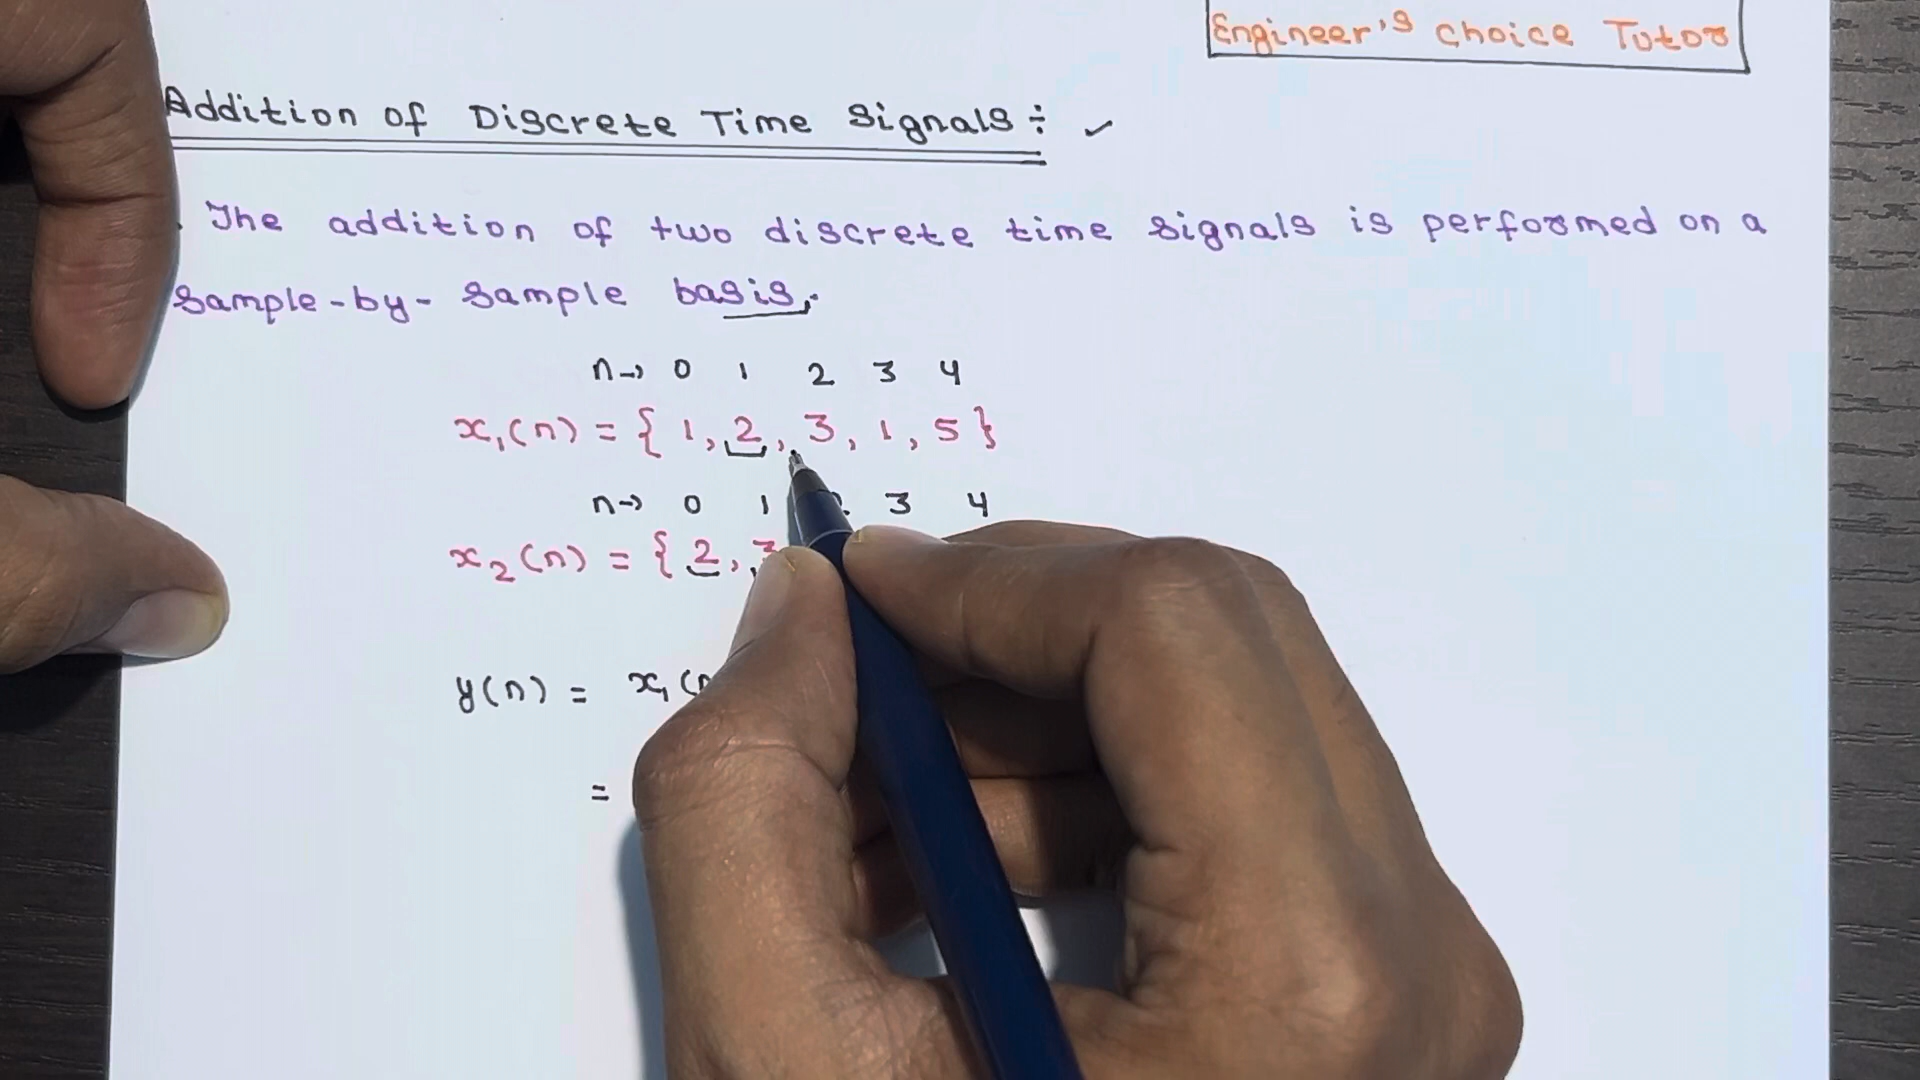 Engineer's Choice Tutor
Addition of Discrete Time Signals ÷ ✓
The addition of two discrete time signals is performed on a
sample-by-sample basis.
n→ 0 1 2 3 4
x₁(n) = { 1, 2, 3, 1, 5 }
n→ 0 1 3 4
x₂(n) = { 2, 3
y(n) = x₁(n
=